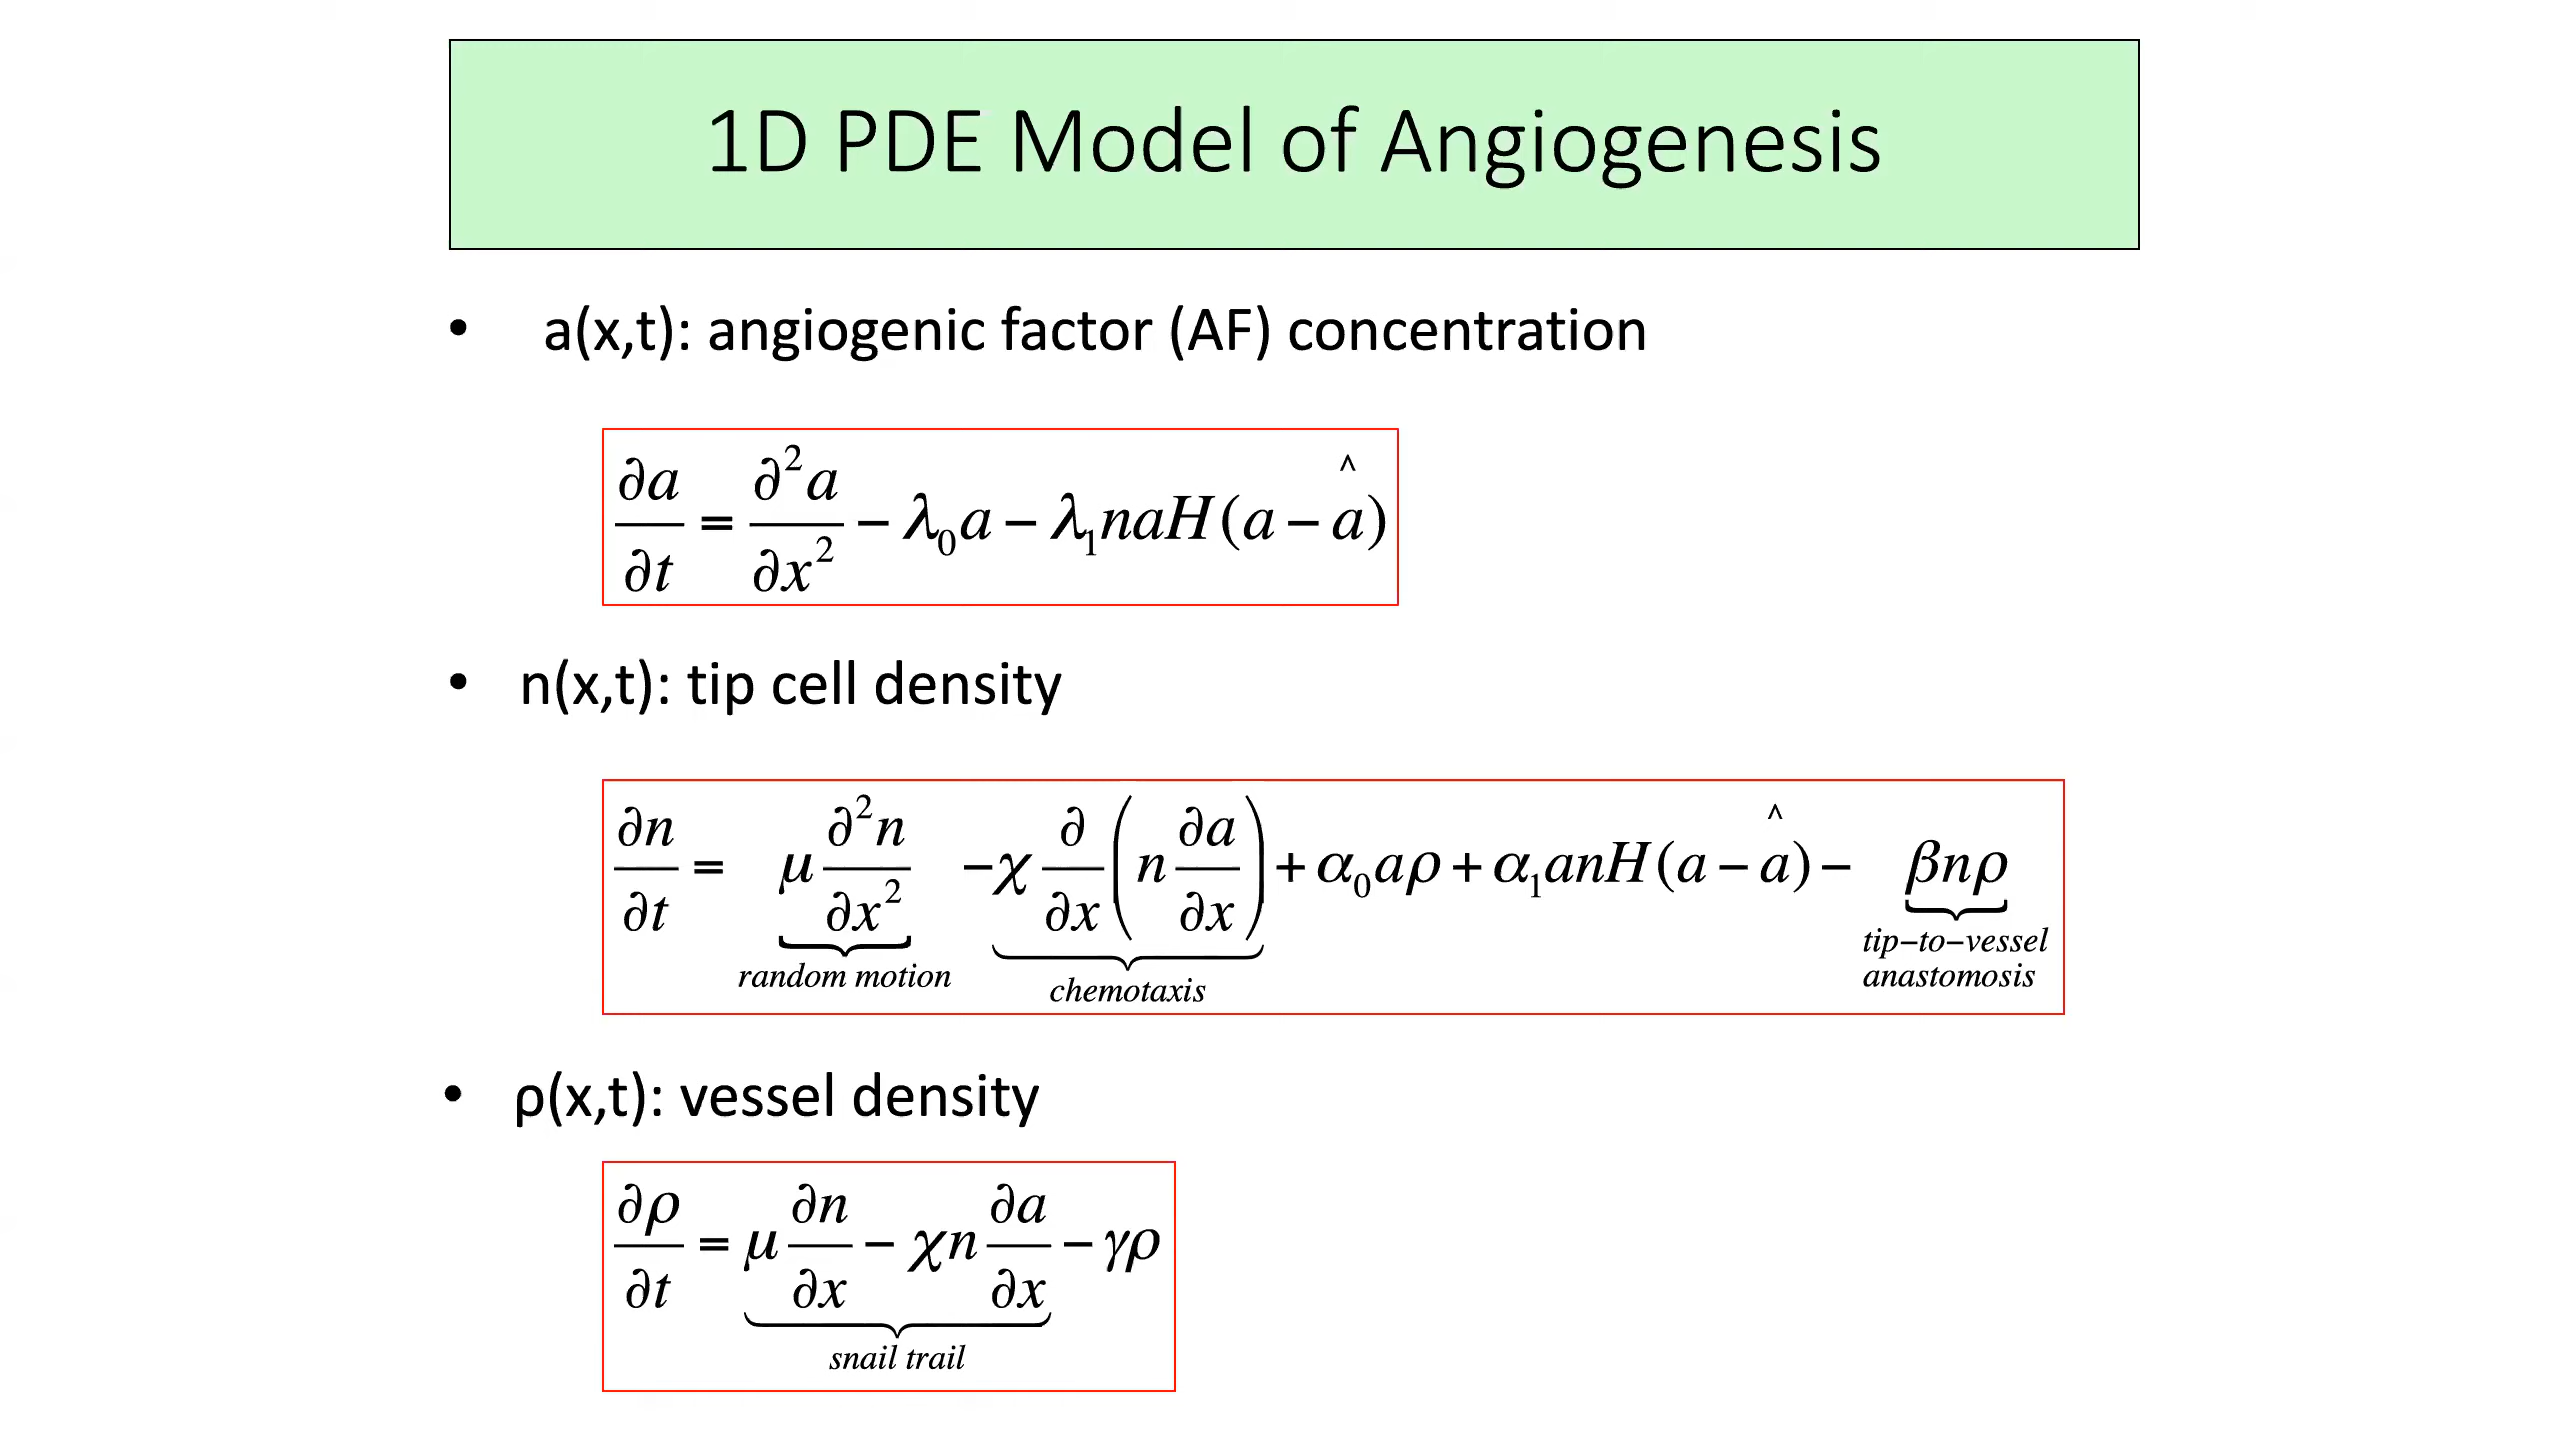 1D PDE Model of Angiogenesis
• a(x,t): angiogenic factor (AF) concentration
∂a/∂t = ∂²a/∂x² − λ₀a − λ₁naH(a − â)
• n(x,t): tip cell density
∂n/∂t = μ ∂²n/∂x² −χ ∂/∂x (n ∂a/∂x) + α₀aρ + α₁anH(a − â) − βnρ
random motion chemotaxis tip−to−vessel
anastomosis
• ρ(x,t): vessel density
∂ρ/∂t = μ ∂n/∂x − χn ∂a/∂x − γρ
snail trail